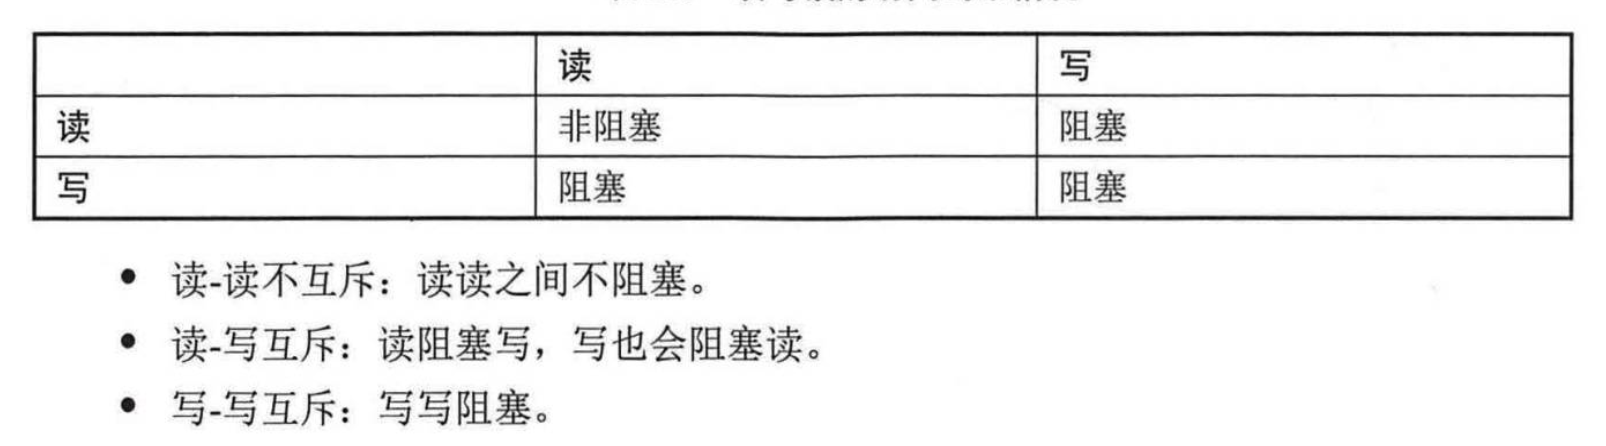 读 写
读 非阻塞 阻塞
写 阻塞 阻塞
• 读-读不互斥：读读之间不阻塞。
• 读-写互斥：读阻塞写，写也会阻塞读。
• 写-写互斥：写写阻塞。